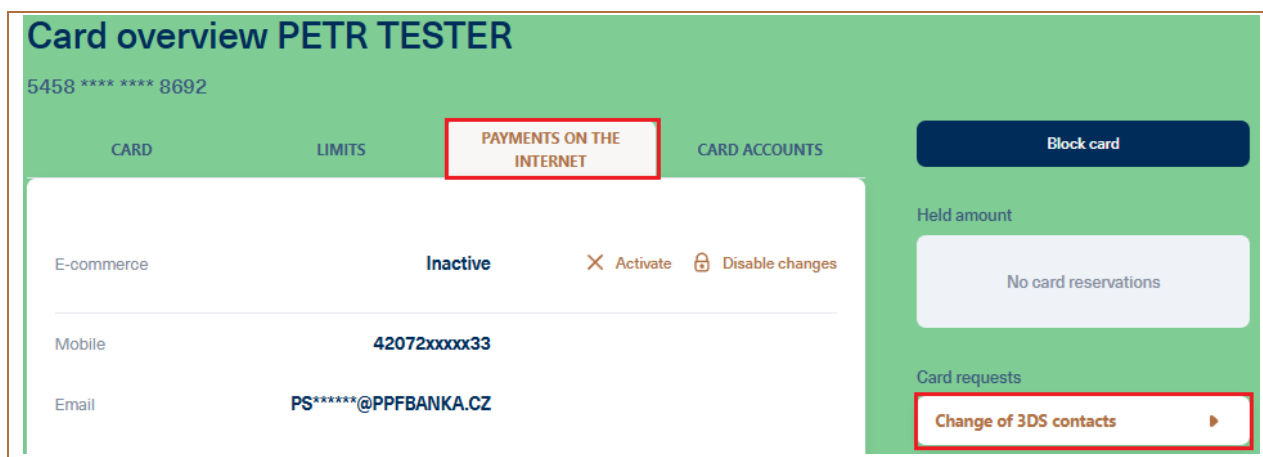 Card overview PETR TESTER
5458 **** **** 8692
CARD
LIMITS
PAYMENTS ON THE
INTERNET
CARD ACCOUNTS
Block card
Held amount
E-commerce
Inactive
Activate
Disable changes
No card reservations
Mobile
42072xxxxx33
Card requests
Email
PS******@PPFBANKA.CZ
Change of 3DS contacts